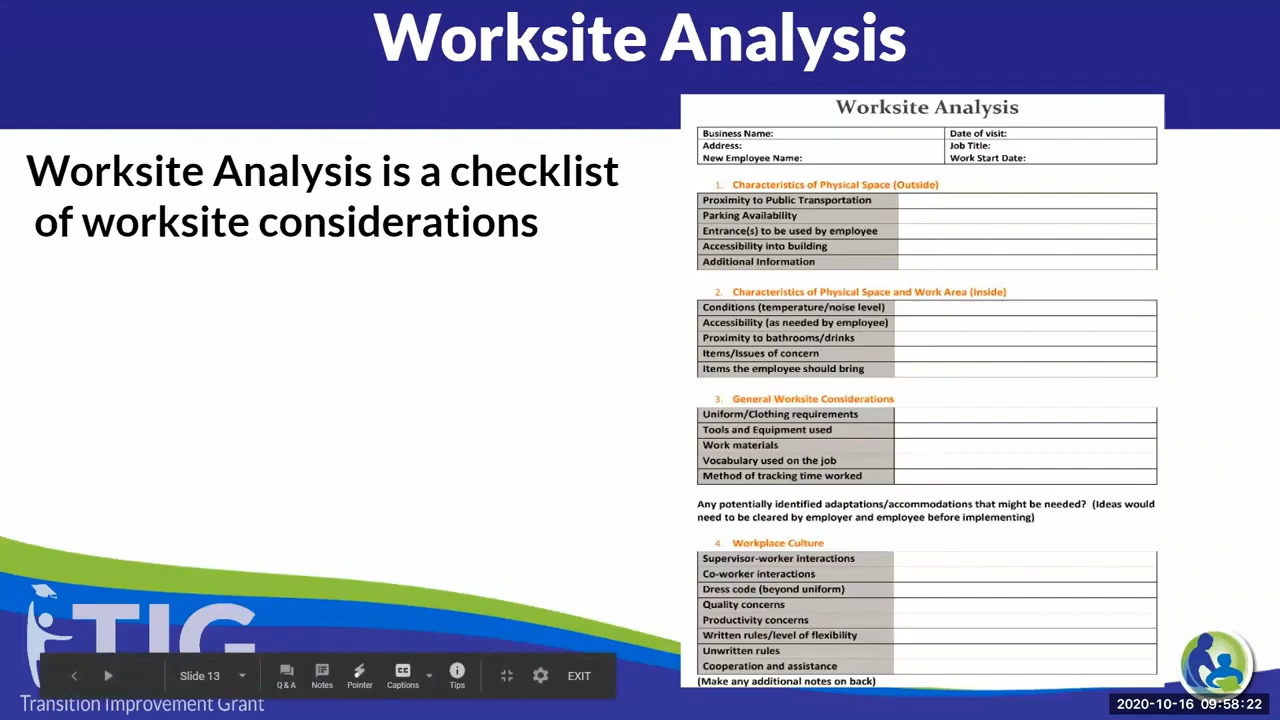 Worksite Analysis
Worksite Analysis is a checklist
of worksite considerations
Worksite Analysis
Business Name: Date of visit:
Address: Job Title:
New Employee Name: Work Start Date:
1. Characteristics of Physical Space (Outside)
Proximity to Public Transportation
Parking Availability
Entrance(s) to be used by employee
Accessibility into building
Additional Information
2. Characteristics of Physical Space and Work Area (Inside)
Conditions (temperature/noise level)
Accessibility (as needed by employee)
Proximity to bathrooms/drinks
Items/Issues of concern
Items the employee should bring
3. General Worksite Considerations
Uniform/Clothing requirements
Tools and Equipment used
Work materials
Vocabulary used on the job
Method of tracking time worked
Any potentially identified adaptations/accommodations that might be needed? (Ideas would
need to be cleared by employer and employee before implementing)
4. Workplace Culture
Supervisor-worker interactions
Co-worker interactions
Dress code (beyond uniform)
Quality concerns
Productivity concerns
Written rules/level of flexibility
Unwritten rules
Cooperation and assistance
(Make any additional notes on back)
TIG
Slide 13
Q & A
Notes
Pointer
CC
Captions
Tips
EXIT
Transition Improvement Grant
2020-10-16 09:58:22